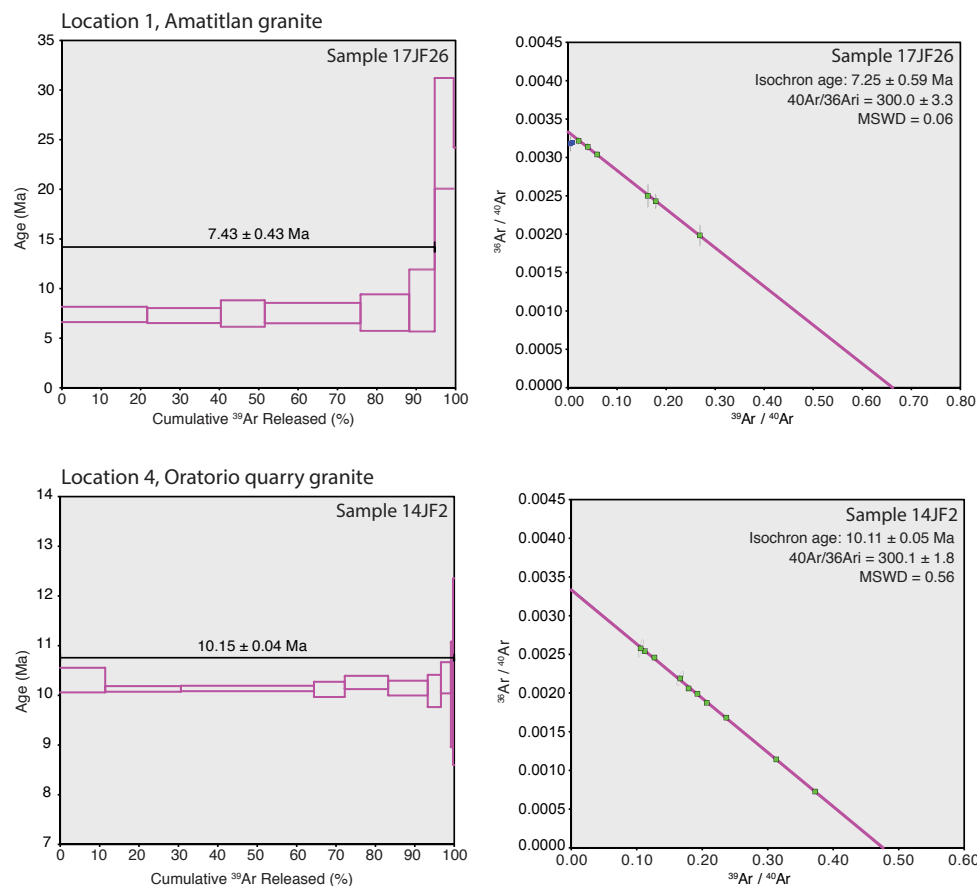 Location 1, Amatitlan granite
Sample 17JF26
35
30
25
20
15
10
5
0
Age (Ma)
7.43 ± 0.43 Ma
0 10 20 30 40 50 60 70 80 90 100
Cumulative ³⁹Ar Released (%)
Sample 17JF26
Isochron age: 7.25 ± 0.59 Ma
40Ar/36Ari = 300.0 ± 3.3
MSWD = 0.06
0.0045
0.0040
0.0035
0.0030
0.0025
0.0020
0.0015
0.0010
0.0005
0.0000
³⁶Ar / ⁴⁰Ar
0.00 0.10 0.20 0.30 0.40 0.50 0.60 0.70 0.80
³⁹Ar / ⁴⁰Ar
Location 4, Oratorio quarry granite
Sample 14JF2
14
13
12
11
10
9
8
7
Age (Ma)
10.15 ± 0.04 Ma
0 10 20 30 40 50 60 70 80 90 100
Cumulative ³⁹Ar Released (%)
Sample 14JF2
Isochron age: 10.11 ± 0.05 Ma
40Ar/36Ari = 300.1 ± 1.8
MSWD = 0.56
0.0045
0.0040
0.0035
0.0030
0.0025
0.0020
0.0015
0.0010
0.0005
0.0000
³⁶Ar / ⁴⁰Ar
0.00 0.10 0.20 0.30 0.40 0.50 0.60
³⁹Ar / ⁴⁰Ar